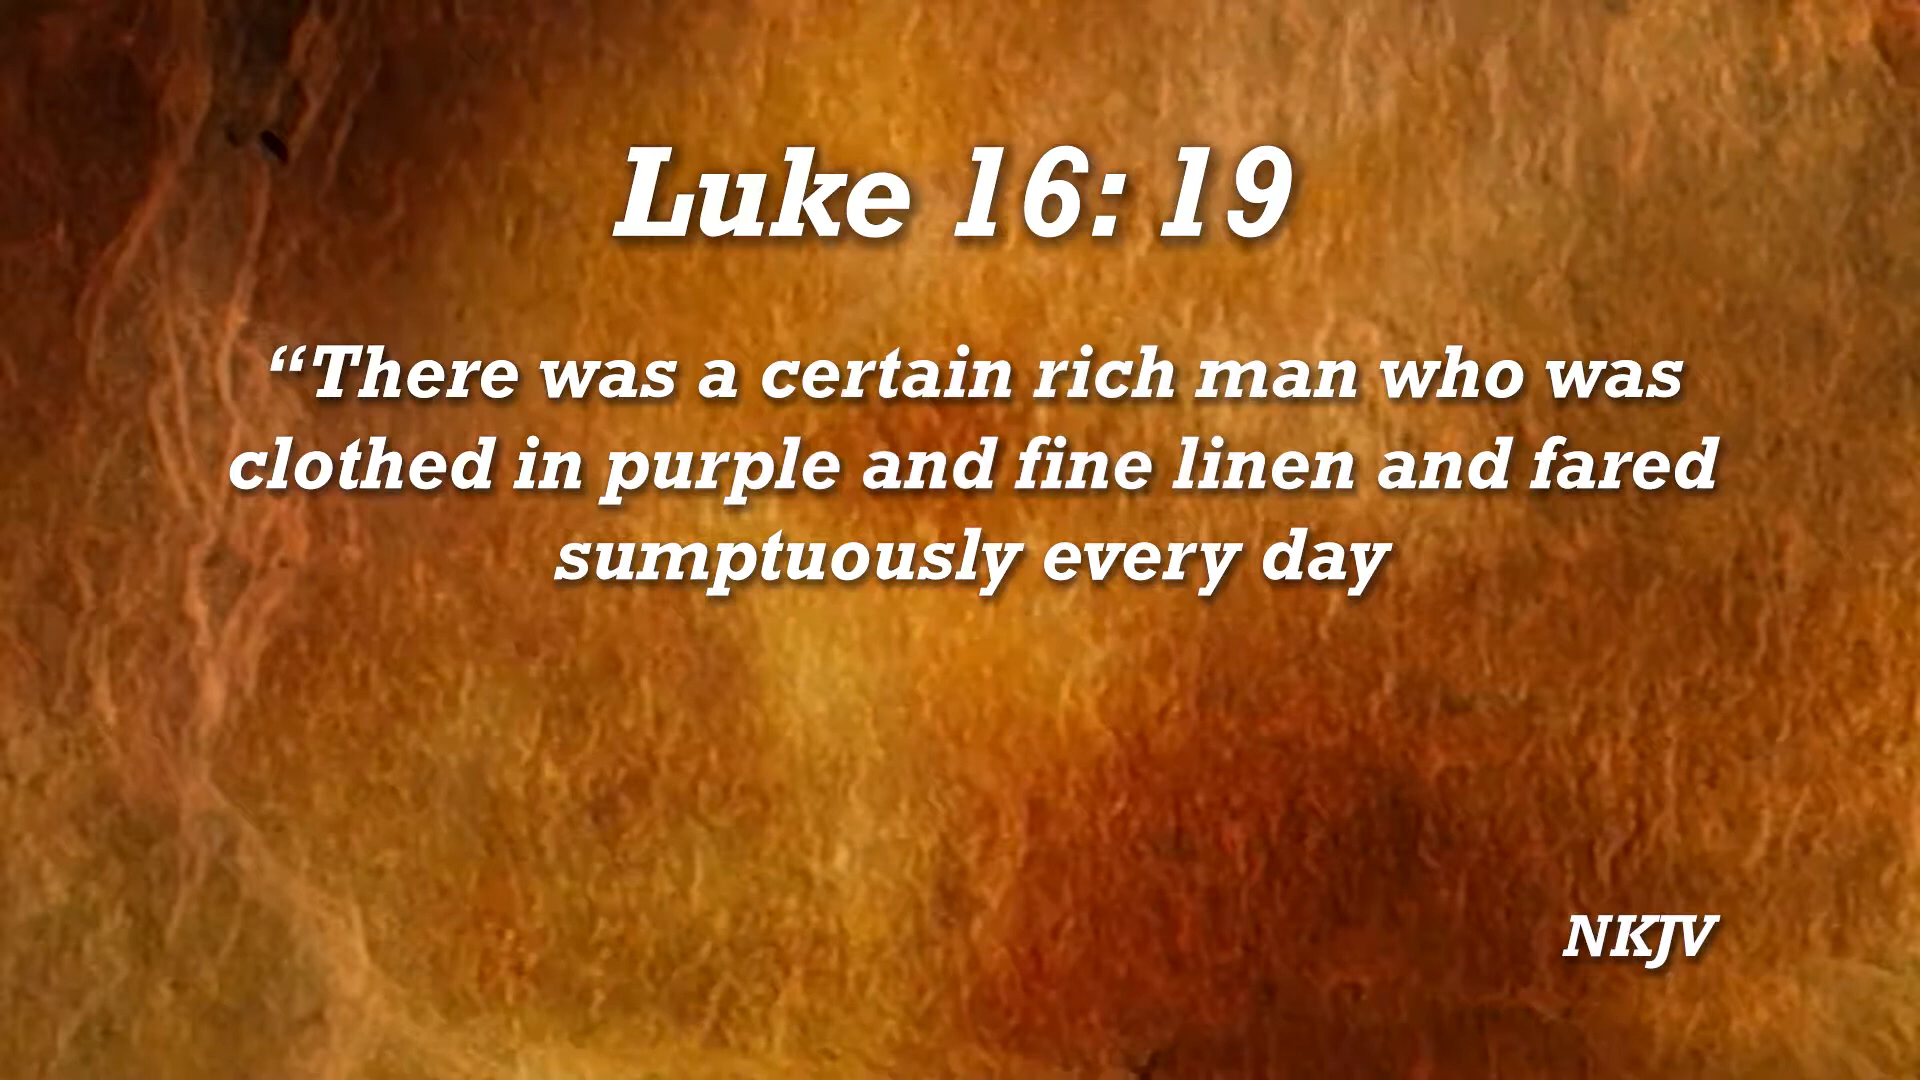 Luke 16:19
“There was a certain rich man who was
clothed in purple and fine linen and fared
sumptuously every day
NKJV